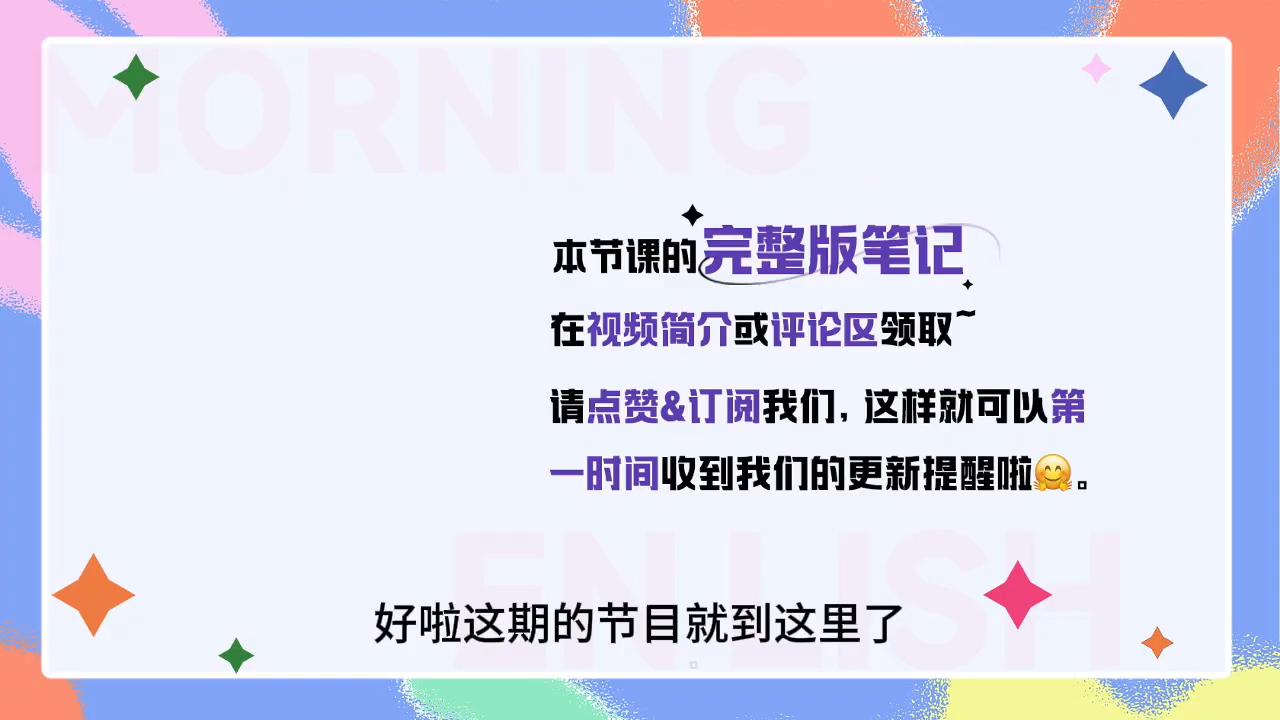 MORNING
本节课的完整版笔记
在视频简介或评论区领取~
请点赞&订阅我们，这样就可以第
一时间收到我们的更新提醒啦🤗。
EN LISH
好啦这期的节目就到这里了